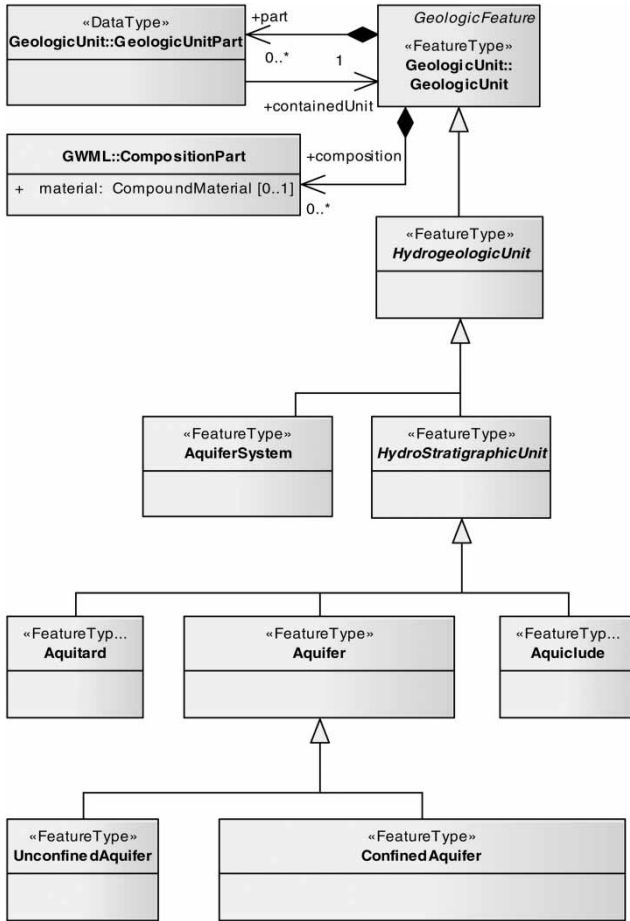 «DataType»
GeologicUnit::GeologicUnitPart
+part
0..*
1
+containedUnit
GeologicFeature
«FeatureType»
GeologicUnit::
GeologicUnit
GWML::CompositionPart
+ material: CompoundMaterial [0..1]
+composition
0..*
«FeatureType»
HydrogeologicUnit
«FeatureType»
AquiferSystem
«FeatureType»
HydroStratigraphicUnit
«FeatureTyp...
Aquitard
«FeatureType»
Aquifer
«FeatureTyp...
Aquiclude
«FeatureType»
UnconfinedAquifer
«FeatureType»
ConfinedAquifer